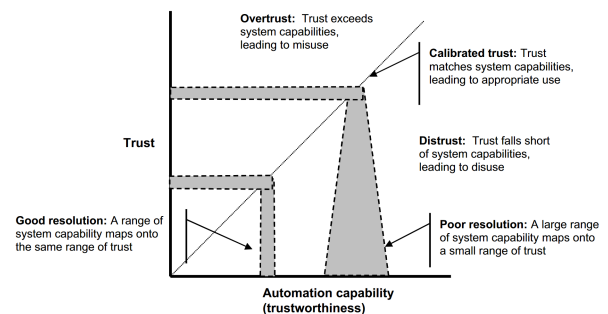 Overtrust: Trust exceeds
system capabilities,
leading to misuse
Calibrated trust: Trust
matches system capabilities,
leading to appropriate use
Trust
Distrust: Trust falls short
of system capabilities,
leading to disuse
Good resolution: A range of
system capability maps onto
the same range of trust
Poor resolution: A large range
of system capability maps onto
a small range of trust
Automation capability
(trustworthiness)